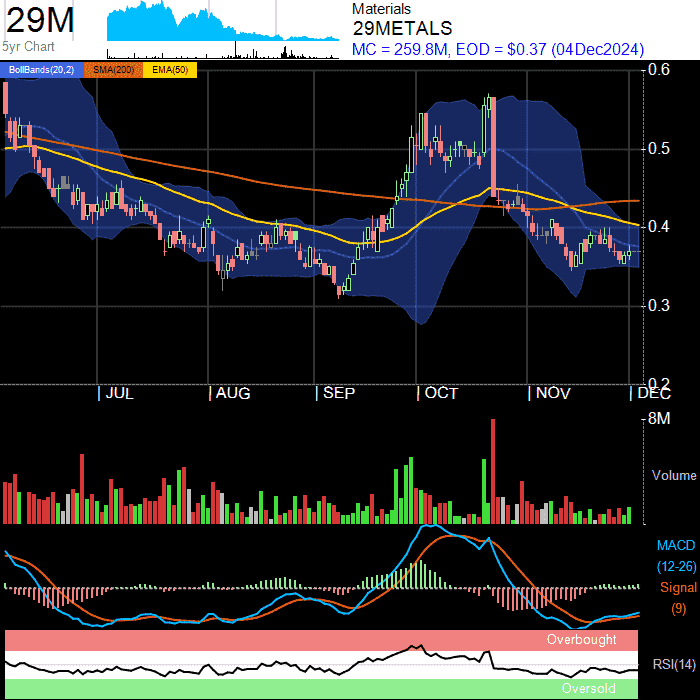 29M
5yr Chart
Materials
29METALS
MC = 259.8M, EOD = $0.37 (04Dec2024)
BollBands(20,2) SMA(200) EMA(50)
0.6
0.5
0.4
0.3
0.2
JUL AUG SEP OCT NOV DEC
8M
Volume
MACD
(12-26)
Signal
(9)
Overbought
RSI(14)
Oversold